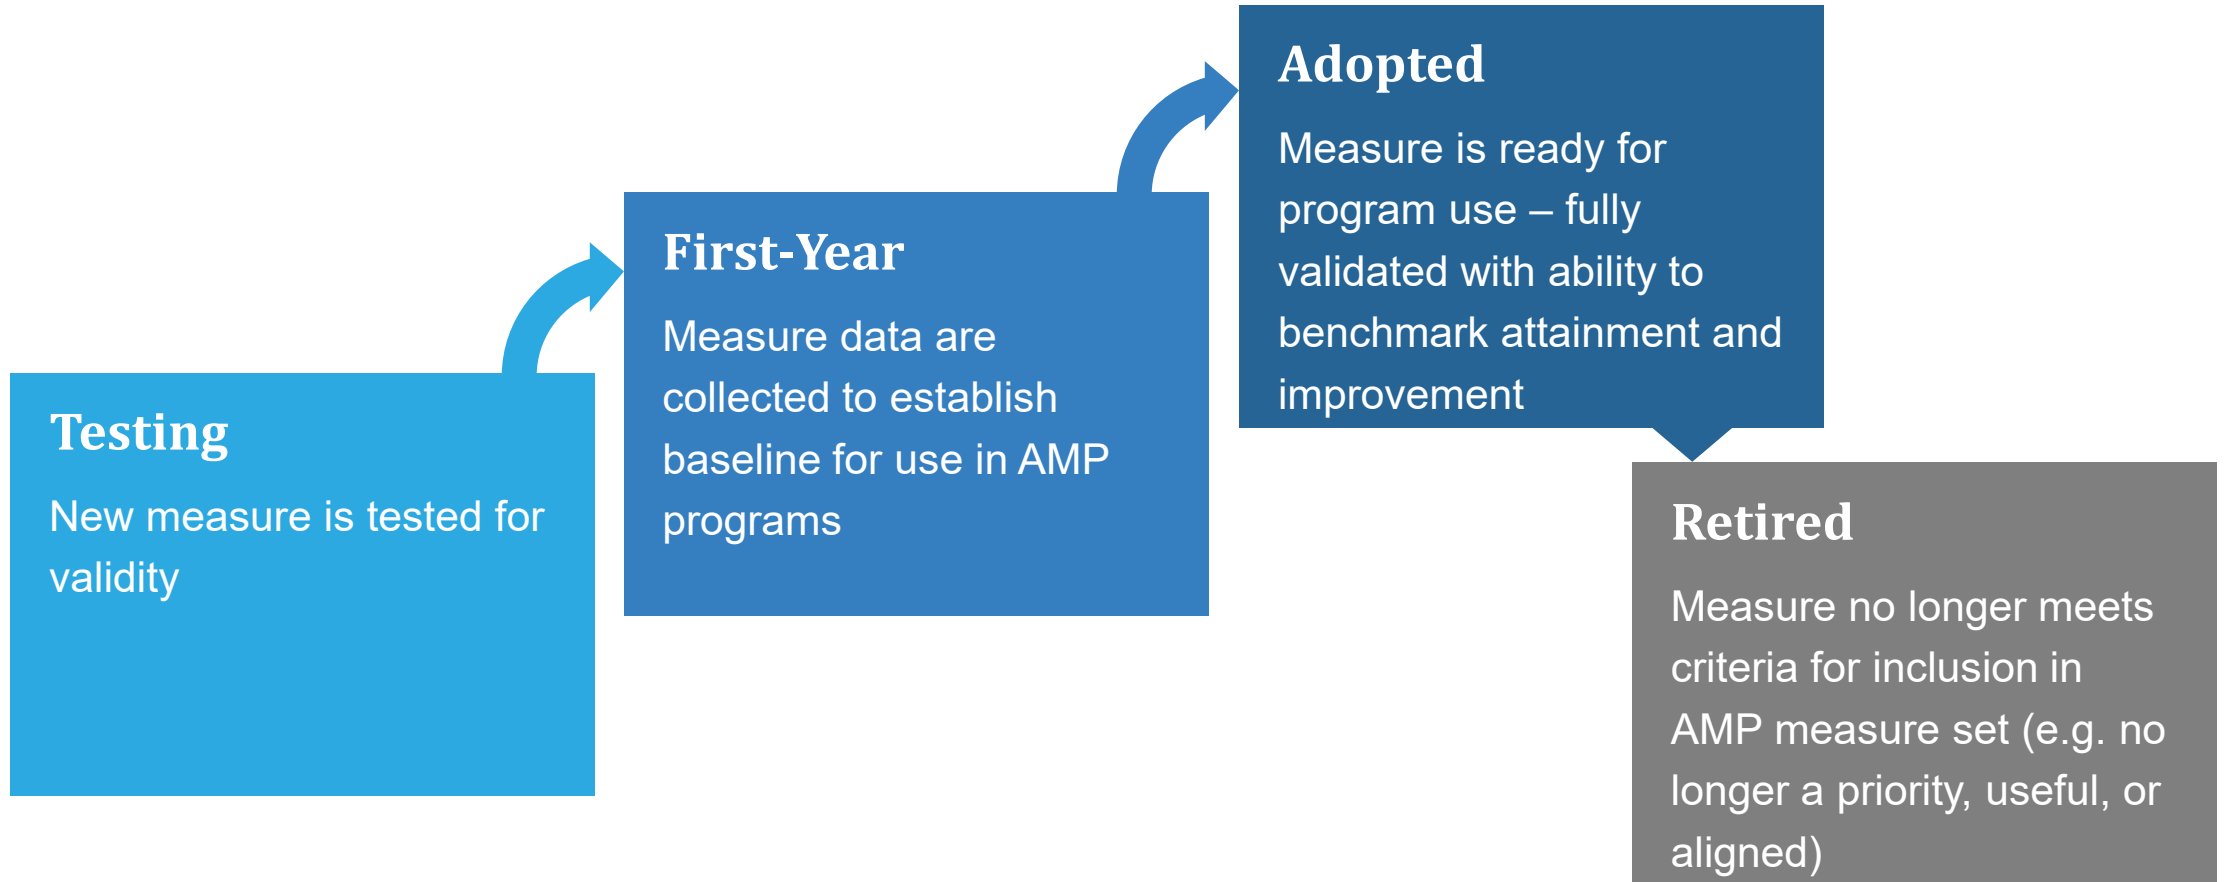 Testing
New measure is tested for
validity
First-Year
Measure data are
collected to establish
baseline for use in AMP
programs
Adopted
Measure is ready for
program use – fully
validated with ability to
benchmark attainment and
improvement
Retired
Measure no longer meets
criteria for inclusion in
AMP measure set (e.g. no
longer a priority, useful, or
aligned)